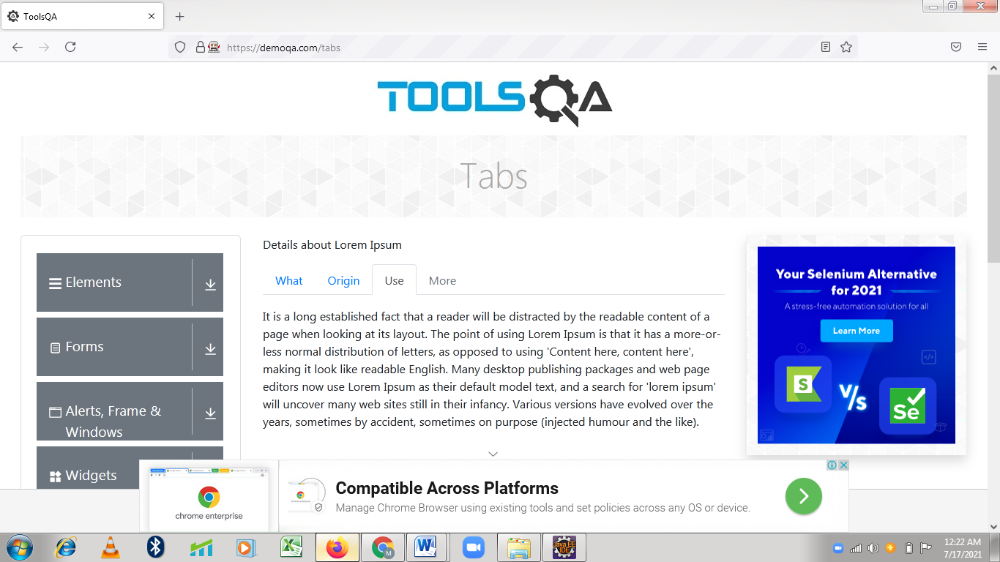 ToolsQA
https://demoqa.com/tabs
TOOLSQA
Tabs
Elements
Forms
Alerts, Frame &
Windows
Widgets
Details about Lorem Ipsum
What Origin Use More
It is a long established fact that a reader will be distracted by the readable content of a
page when looking at its layout. The point of using Lorem Ipsum is that it has a more-or-
less normal distribution of letters, as opposed to using 'Content here, content here',
making it look like readable English. Many desktop publishing packages and web page
editors now use Lorem Ipsum as their default model text, and a search for 'lorem ipsum'
will uncover many web sites still in their infancy. Various versions have evolved over the
years, sometimes by accident, sometimes on purpose (injected humour and the like).
Your Selenium Alternative
for 2021
A stress-free automation solution for all
Learn More
S
V/s
Se
chrome enterprise
Compatible Across Platforms
Manage Chrome Browser using existing tools and set policies across any OS or device.
M
W
Java EE
IDE
12:22 AM
7/17/2021